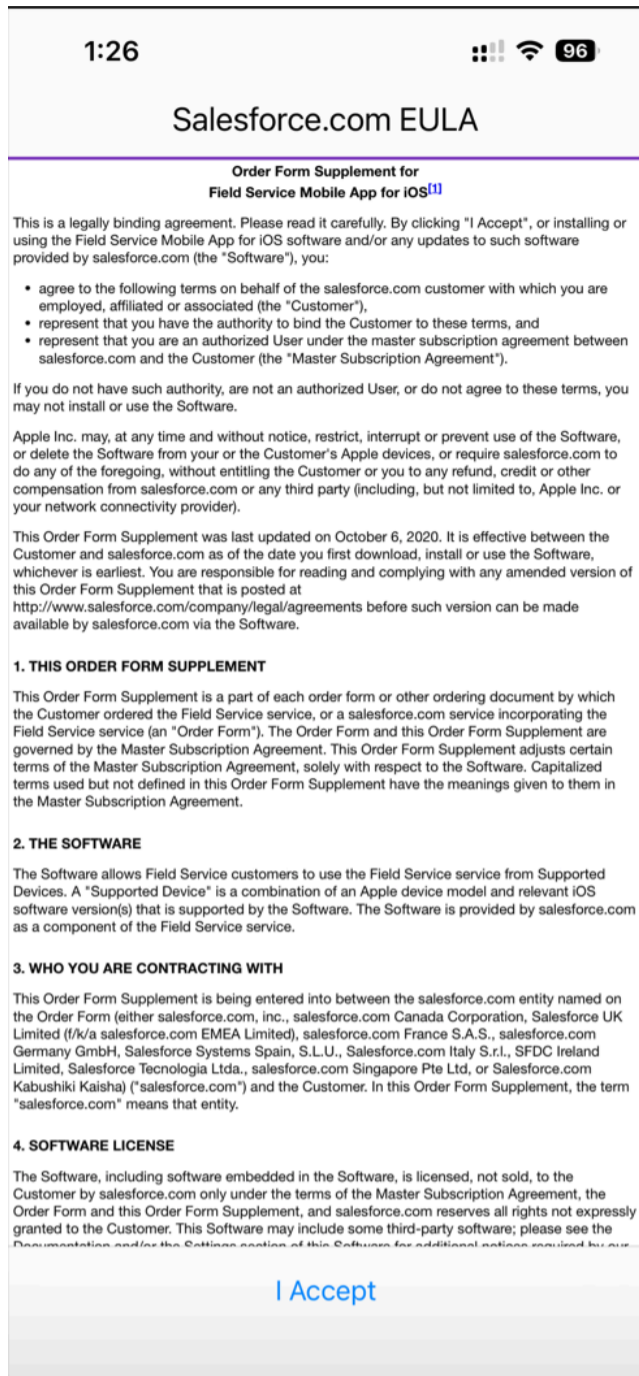 1:26
96
Salesforce.com EULA
Order Form Supplement for
Field Service Mobile App for iOS[1]
This is a legally binding agreement. Please read it carefully. By clicking "I Accept", or installing or
using the Field Service Mobile App for iOS software and/or any updates to such software
provided by salesforce.com (the "Software"), you:
• agree to the following terms on behalf of the salesforce.com customer with which you are
employed, affiliated or associated (the "Customer"),
• represent that you have the authority to bind the Customer to these terms, and
• represent that you are an authorized User under the master subscription agreement between
salesforce.com and the Customer (the "Master Subscription Agreement").
If you do not have such authority, are not an authorized User, or do not agree to these terms, you
may not install or use the Software.
Apple Inc. may, at any time and without notice, restrict, interrupt or prevent use of the Software,
or delete the Software from your or the Customer's Apple devices, or require salesforce.com to
do any of the foregoing, without entitling the Customer or you to any refund, credit or other
compensation from salesforce.com or any third party (including, but not limited to, Apple Inc. or
your network connectivity provider).
This Order Form Supplement was last updated on October 6, 2020. It is effective between the
Customer and salesforce.com as of the date you first download, install or use the Software,
whichever is earliest. You are responsible for reading and complying with any amended version of
this Order Form Supplement that is posted at
http://www.salesforce.com/company/legal/agreements before such version can be made
available by salesforce.com via the Software.
1. THIS ORDER FORM SUPPLEMENT
This Order Form Supplement is a part of each order form or other ordering document by which
the Customer ordered the Field Service service, or a salesforce.com service incorporating the
Field Service service (an "Order Form"). The Order Form and this Order Form Supplement are
governed by the Master Subscription Agreement. This Order Form Supplement adjusts certain
terms of the Master Subscription Agreement, solely with respect to the Software. Capitalized
terms used but not defined in this Order Form Supplement have the meanings given to them in
the Master Subscription Agreement.
2. THE SOFTWARE
The Software allows Field Service customers to use the Field Service service from Supported
Devices. A "Supported Device" is a combination of an Apple device model and relevant iOS
software version(s) that is supported by the Software. The Software is provided by salesforce.com
as a component of the Field Service service.
3. WHO YOU ARE CONTRACTING WITH
This Order Form Supplement is being entered into between the salesforce.com entity named on
the Order Form (either salesforce.com, inc., salesforce.com Canada Corporation, Salesforce UK
Limited (f/k/a salesforce.com EMEA Limited), salesforce.com France S.A.S., salesforce.com
Germany GmbH, Salesforce Systems Spain, S.L.U., Salesforce.com Italy S.r.l., SFDC Ireland
Limited, Salesforce Tecnologia Ltda., salesforce.com Singapore Pte Ltd, or Salesforce.com
Kabushiki Kaisha) ("salesforce.com") and the Customer. In this Order Form Supplement, the term
"salesforce.com" means that entity.
4. SOFTWARE LICENSE
The Software, including software embedded in the Software, is licensed, not sold, to the
Customer by salesforce.com only under the terms of the Master Subscription Agreement, the
Order Form and this Order Form Supplement, and salesforce.com reserves all rights not expressly
granted to the Customer. This Software may include some third-party software; please see the
Documentation and/or the Settings section of this Software for additional notices required by our
I Accept